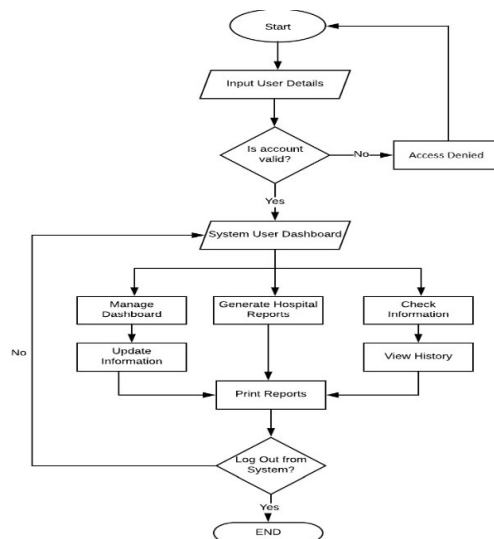 Start
Input User Details
Is account
valid?
No
Access Denied
Yes
System User Dashboard
Manage
Dashboard
Generate Hospital
Reports
Check
Information
No
Update
Information
View History
Print Reports
Log Out from
System?
Yes
END